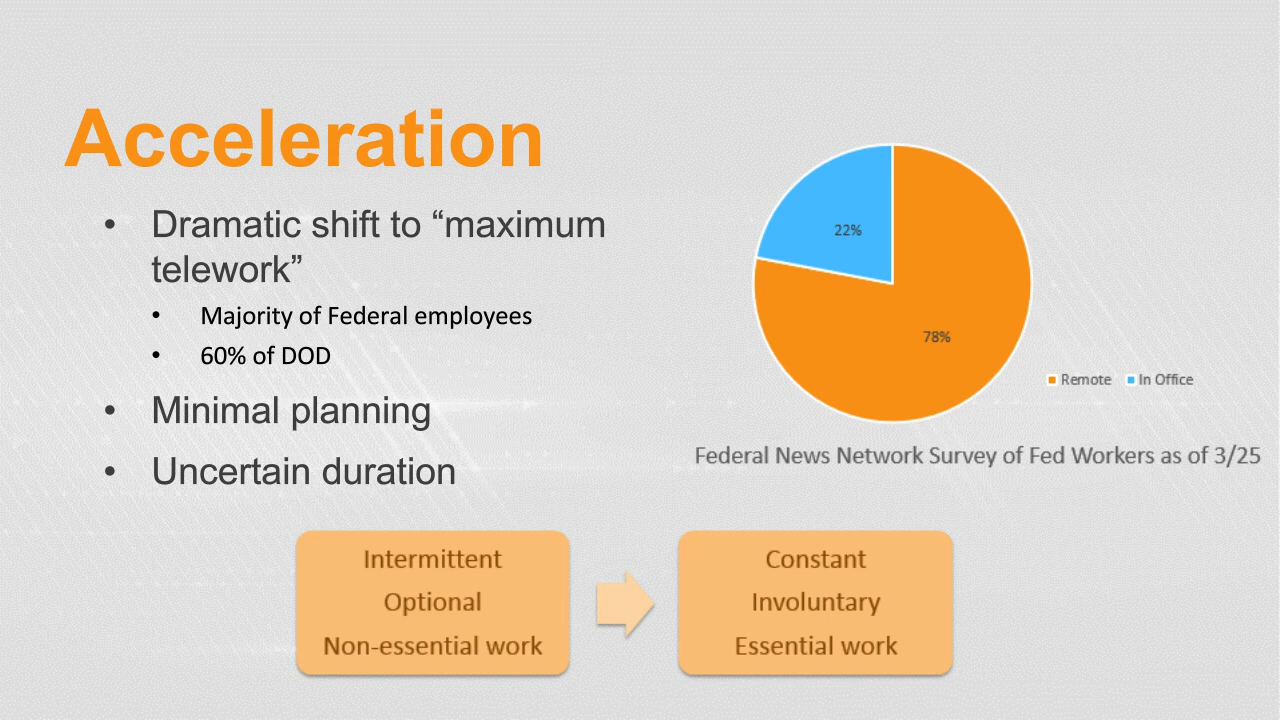 Acceleration
• Dramatic shift to “maximum
telework”
• Majority of Federal employees
• 60% of DOD
• Minimal planning
• Uncertain duration
22%
78%
Remote In Office
Federal News Network Survey of Fed Workers as of 3/25
Intermittent
Optional
Non-essential work
Constant
Involuntary
Essential work